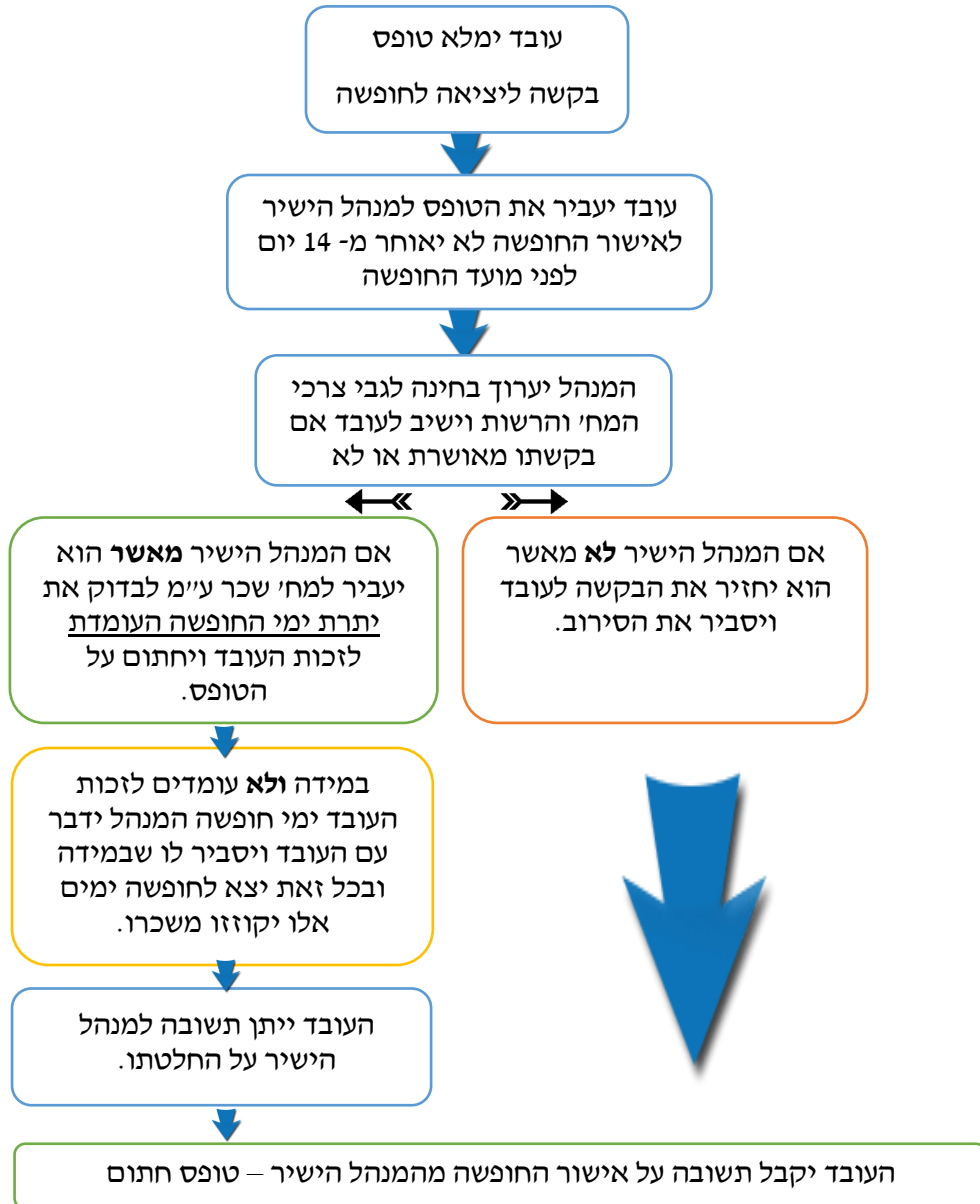 עובד ימלא טופס
בקשה ליציאה לחופשה
עובד יעביר את הטופס למנהל הישיר
לאישור החופשה לא יאוחר מ- 14 יום
לפני מועד החופשה
המנהל יערוך בחינה לגבי צרכי
המח' והרשות וישיב לעובד אם
בקשתו מאושרת או לא
אם המנהל הישיר לא מאשר
הוא יחזיר את הבקשה לעובד
ויסביר את הסירוב.
אם המנהל הישיר מאשר הוא
יעביר למח' שכר ע"מ לבדוק את
יתרת ימי החופשה העומדת
לזכות העובד ויחתום על
הטופס.
במידה ולא עומדים לזכות
העובד ימי חופשה המנהל ידבר
עם העובד ויסביר לו שבמידה
ובכל זאת יצא לחופשה ימים
אלו יקוזזו משכרו.
העובד ייתן תשובה למנהל
הישיר על החלטתו.
העובד יקבל תשובה על אישור החופשה מהמנהל הישיר – טופס חתום